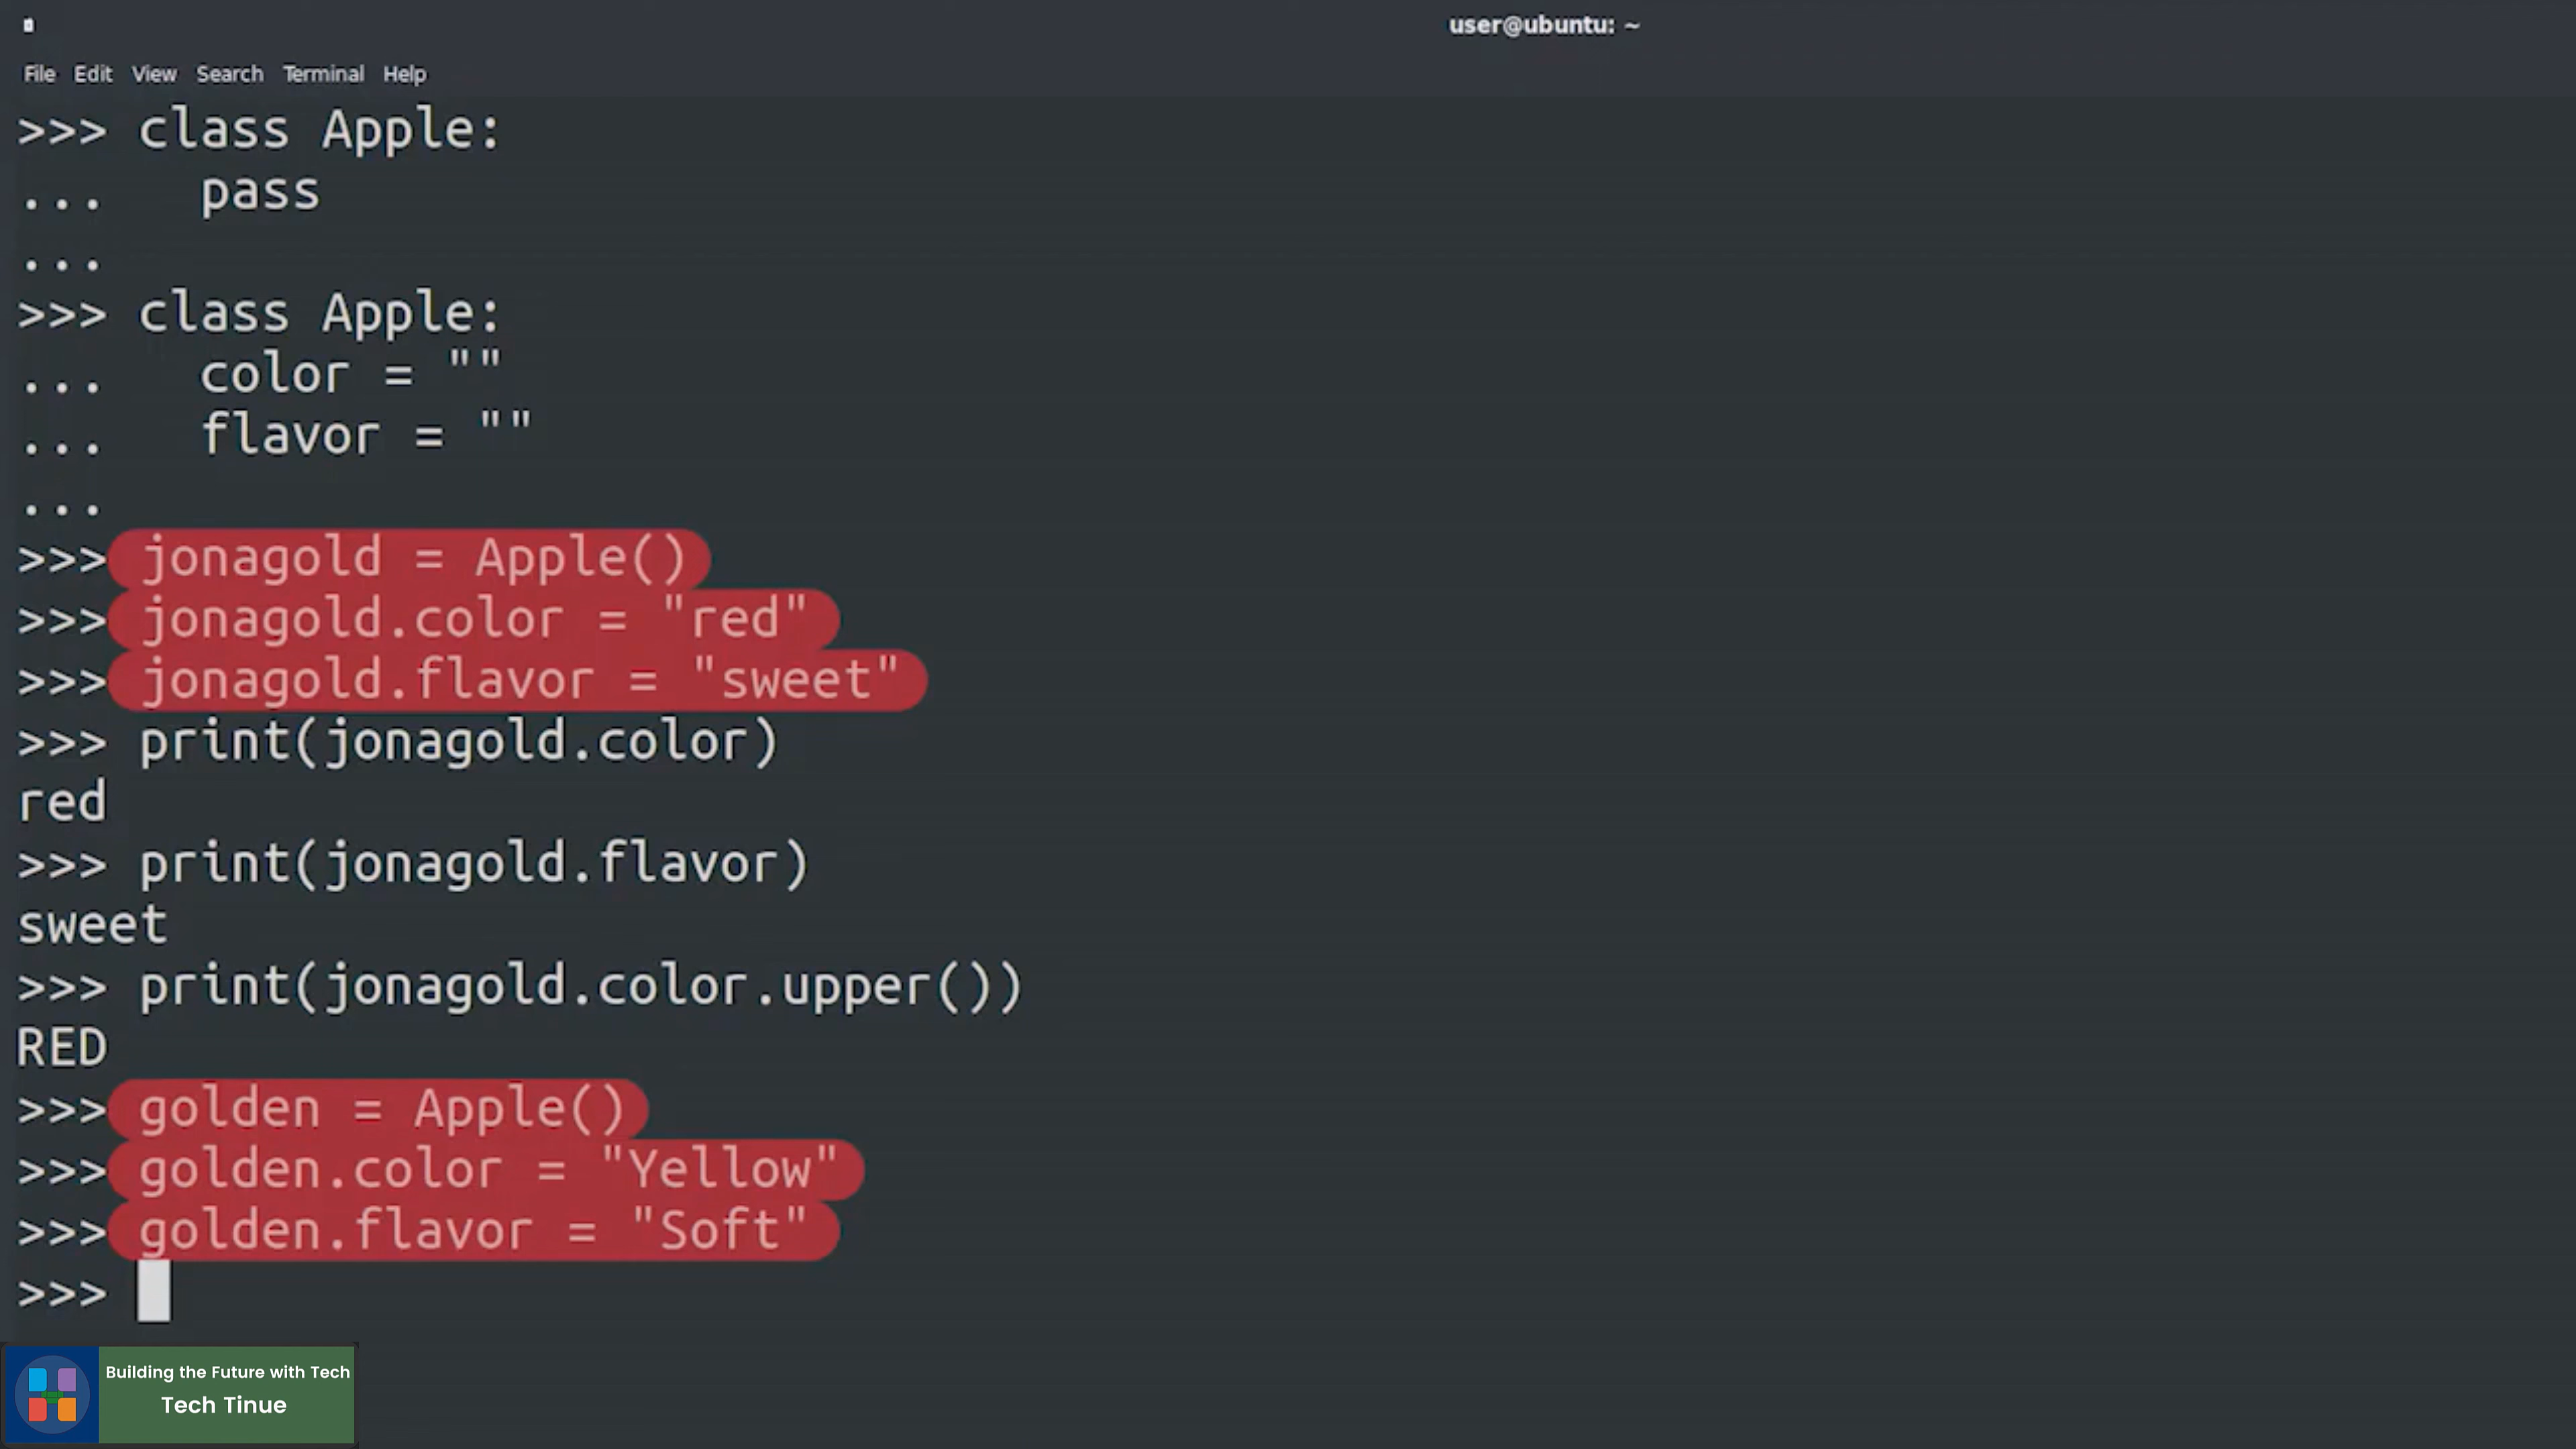 user@ubuntu: ~
File Edit View Search Terminal Help
>>> class Apple:
...   pass
...
>>> class Apple:
...   color = ""
...   flavor = ""
...
>>> jonagold = Apple()
>>> jonagold.color = "red"
>>> jonagold.flavor = "sweet"
>>> print(jonagold.color)
red
>>> print(jonagold.flavor)
sweet
>>> print(jonagold.color.upper())
RED
>>> golden = Apple()
>>> golden.color = "Yellow"
>>> golden.flavor = "Soft"
>>>
Building the Future with Tech
Tech Tinue